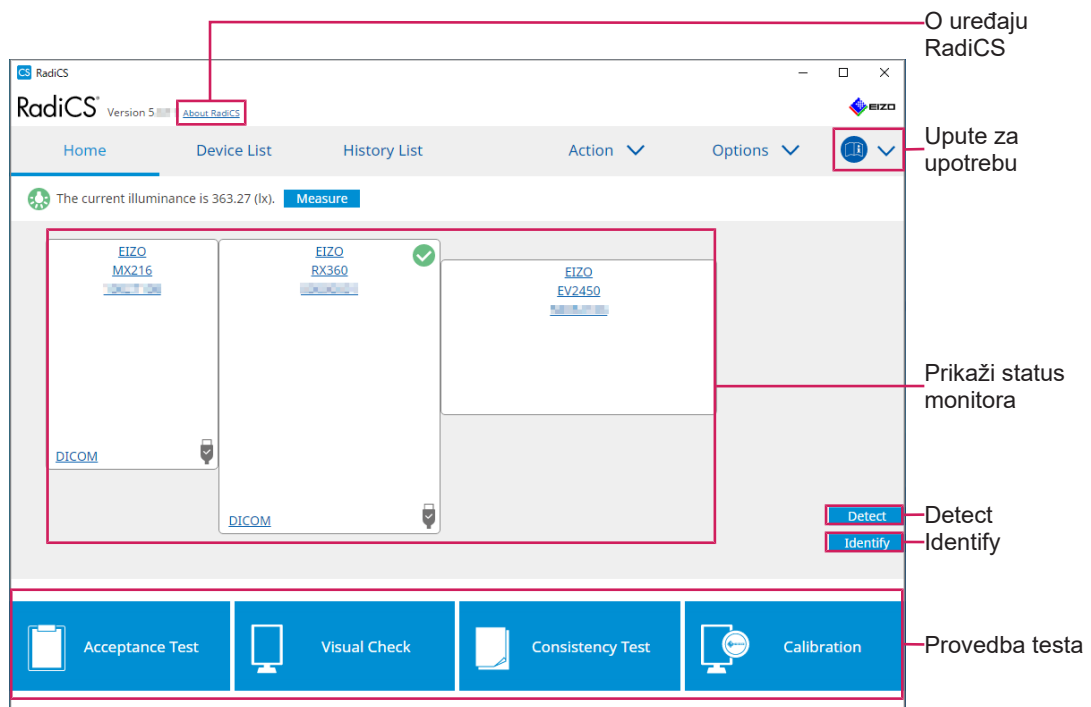 O uređaju
RadiCS
CS RadiCS
RadiCS® Version 5. About RadiCS
EIZO
Home Device List History List Action Options
Upute za
upotrebu
The current illuminance is 363.27 (lx). Measure
EIZO
MX216
DICOM
EIZO
RX360
DICOM
EIZO
EV2450
Prikaži status
monitora
Detect
Detect
Identify
Identify
Acceptance Test Visual Check Consistency Test Calibration
Provedba testa